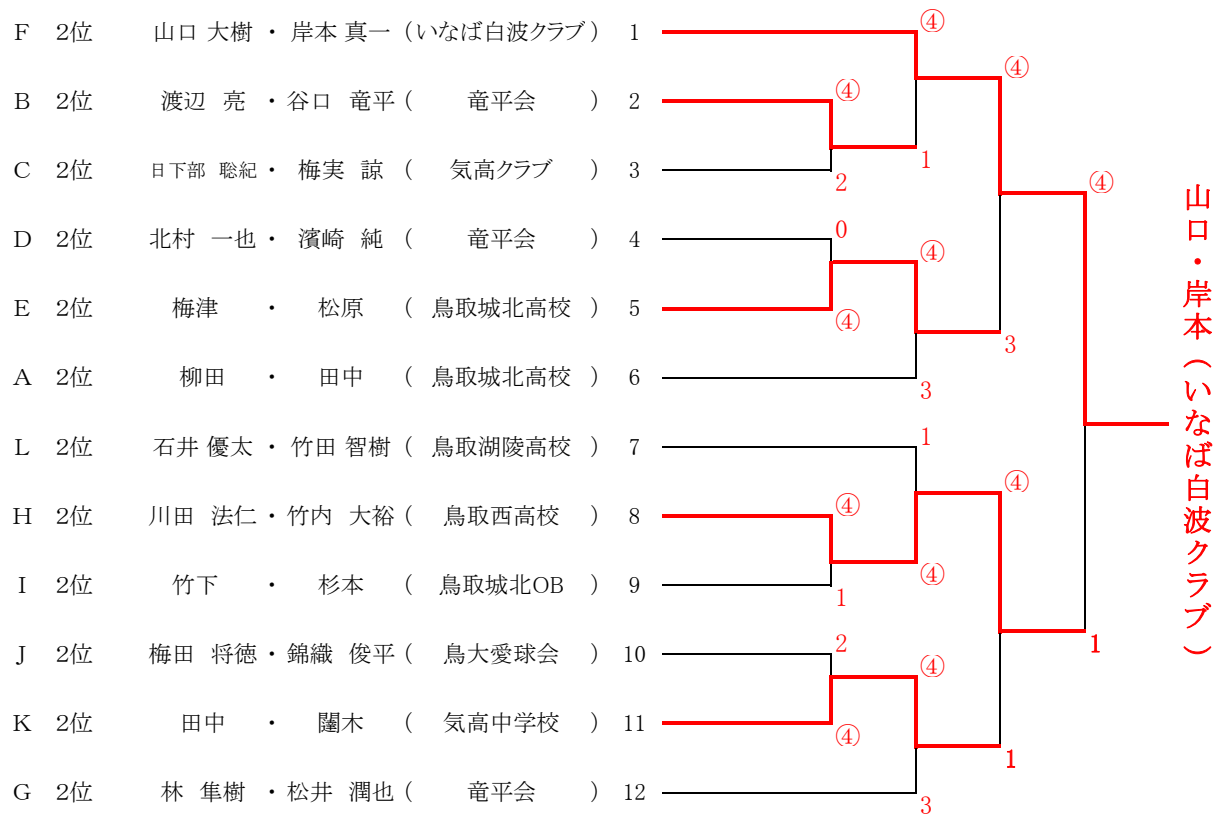 F 2位 山口 大樹 ・ 岸本 真一 (いなば白波クラブ) 1
④
④
B 2位 渡辺 亮 ・ 谷口 竜平 ( 竜平会 ) 2
④
1
C 2位 日下部 聡紀 ・ 梅実 諒 ( 気高クラブ ) 3
2
④
D 2位 北村 一也 ・ 濱崎 純 ( 竜平会 ) 4
0
④
E 2位 梅津 ・ 松原 ( 鳥取城北高校 ) 5
④
3
A 2位 柳田 ・ 田中 ( 鳥取城北高校 ) 6
3
山口・岸本(いなば白波クラブ)
L 2位 石井 優太 ・ 竹田 智樹 ( 鳥取湖陵高校 ) 7
1
④
H 2位 川田 法仁 ・ 竹内 大裕 ( 鳥取西高校 ) 8
④
④
I 2位 竹下 ・ 杉本 ( 鳥取城北OB ) 9
1
J 2位 梅田 将徳 ・ 錦織 俊平 ( 鳥大愛球会 ) 10
2
④
1
K 2位 田中 ・ 闥木 ( 気高中学校 ) 11
④
1
G 2位 林 隼樹 ・ 松井 潤也 ( 竜平会 ) 12
3